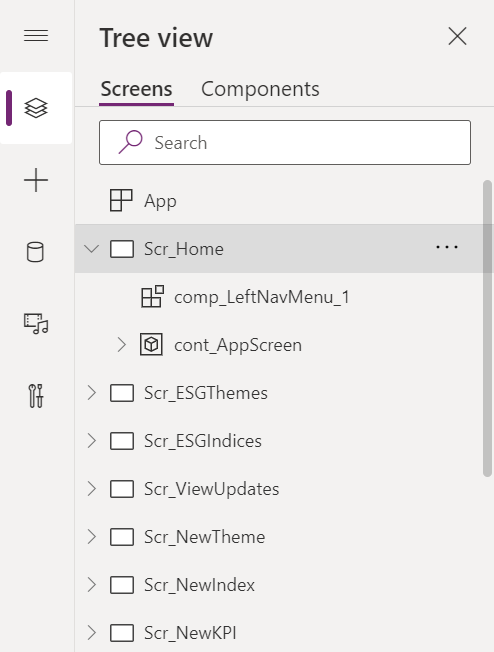 Tree view
Screens Components
Search
App
Scr_Home
comp_LeftNavMenu_1
cont_AppScreen
Scr_ESGThemes
Scr_ESGIndices
Scr_ViewUpdates
Scr_NewTheme
Scr_NewIndex
Scr_NewKPI